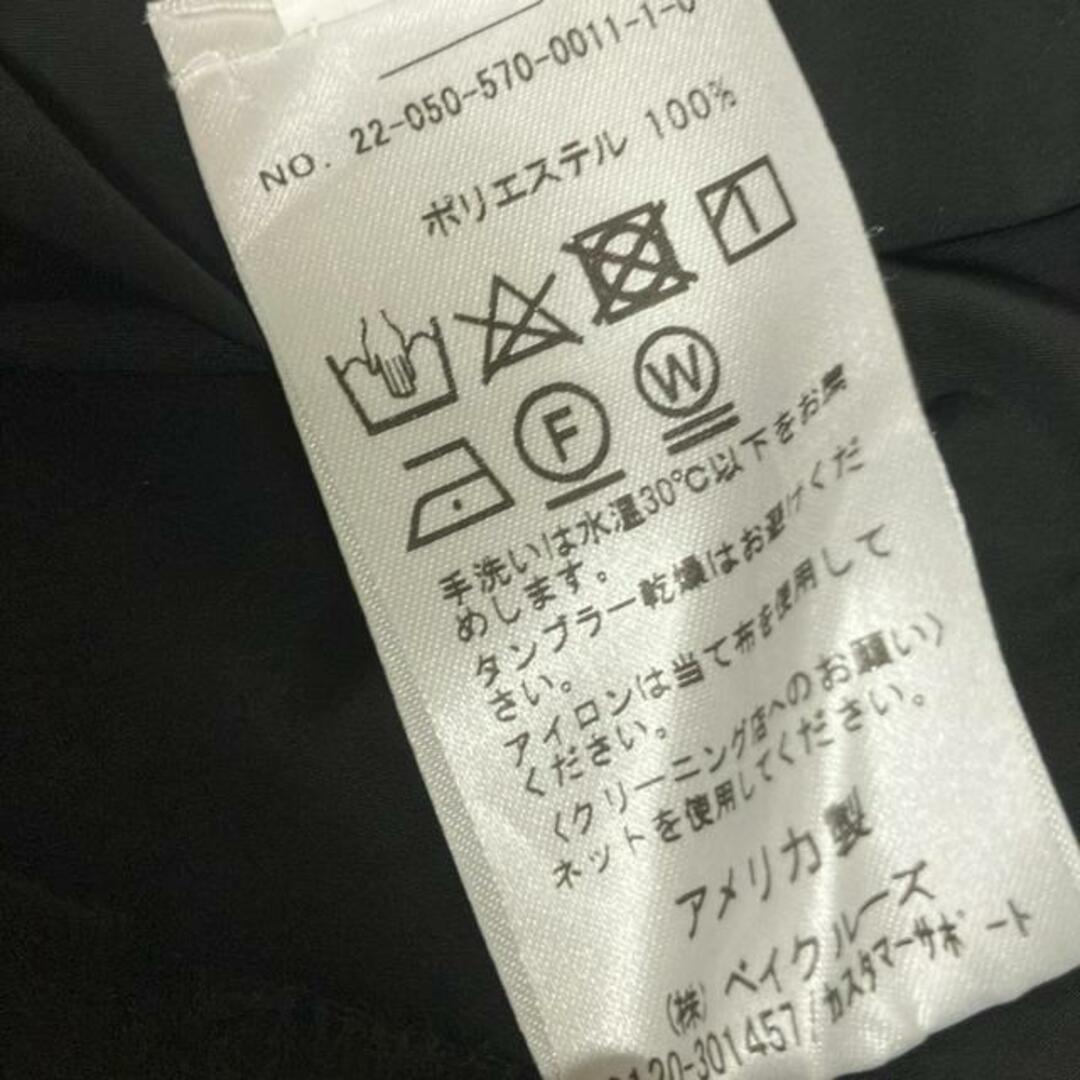 NO. 22-050-570-0011-1-0
ポリエステル 100%
F
W
手洗いは水温30℃以下をお薦
めします。
タンブラー乾燥はお避けくだ
さい。
アイロンは当て布を使用して
ください。
〈クリーニング店へのお願い〉
ネットを使用してください。
アメリカ製
(株) ベイクルーズ
0120-301457/カスタマーサポート